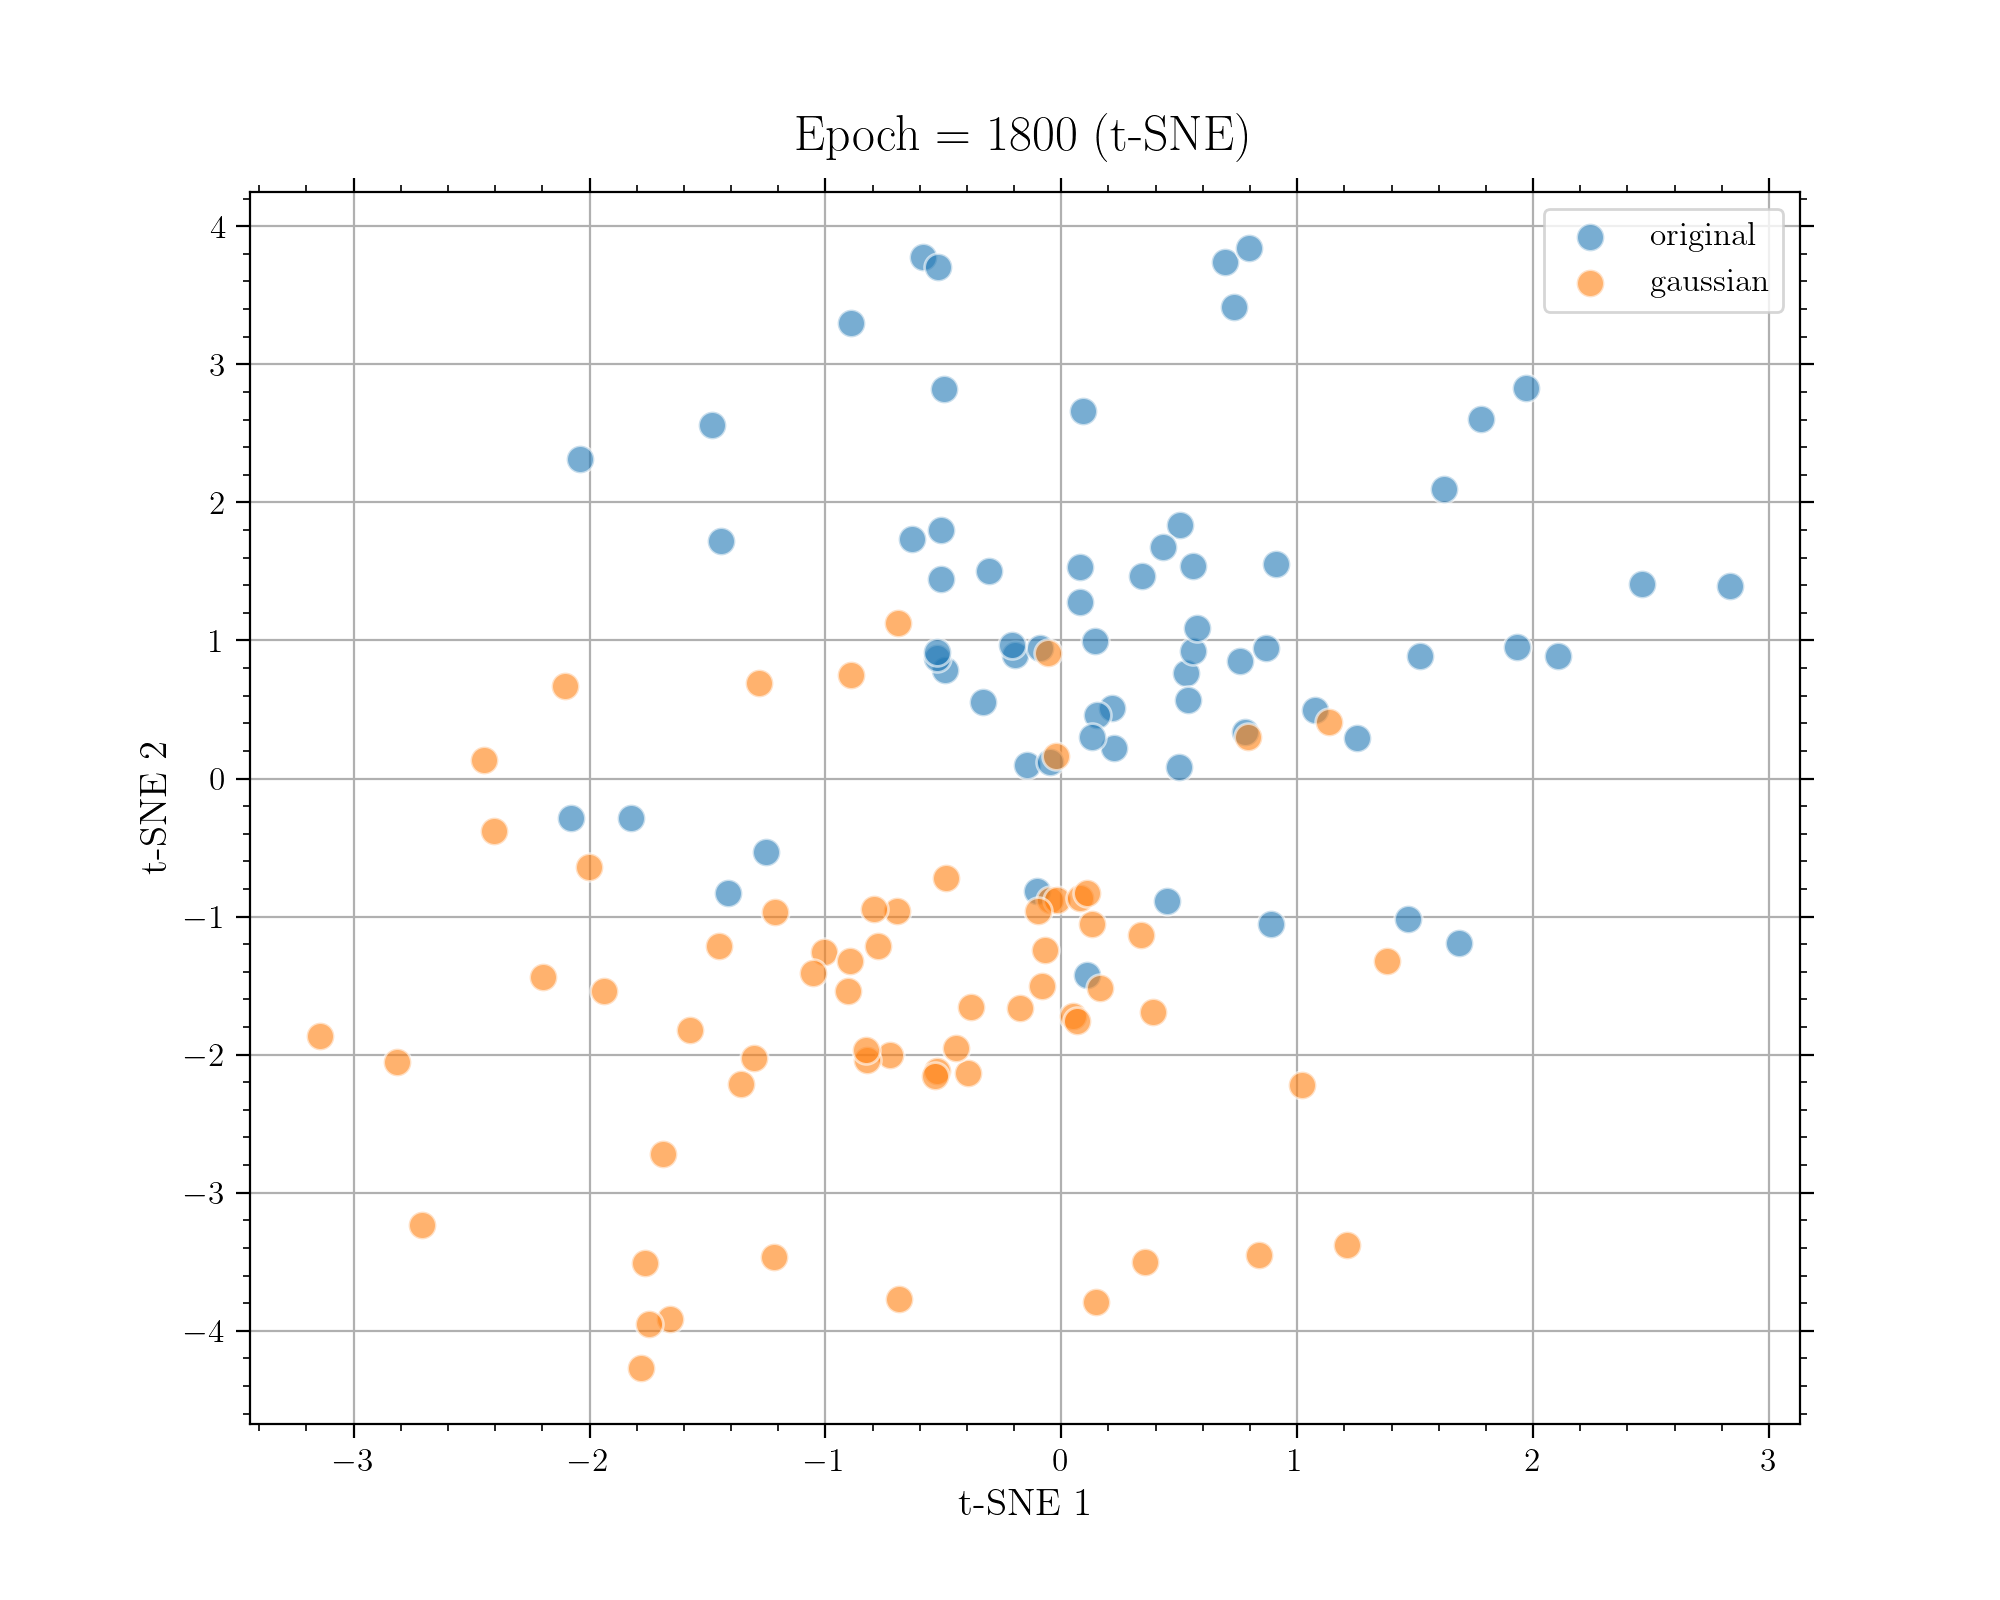 Epoch = 1800 (t-SNE)
original
gaussian
4
3
2
1
0
−1
−2
−3
−4
t-SNE 2
−3 −2 −1 0 1 2 3
t-SNE 1